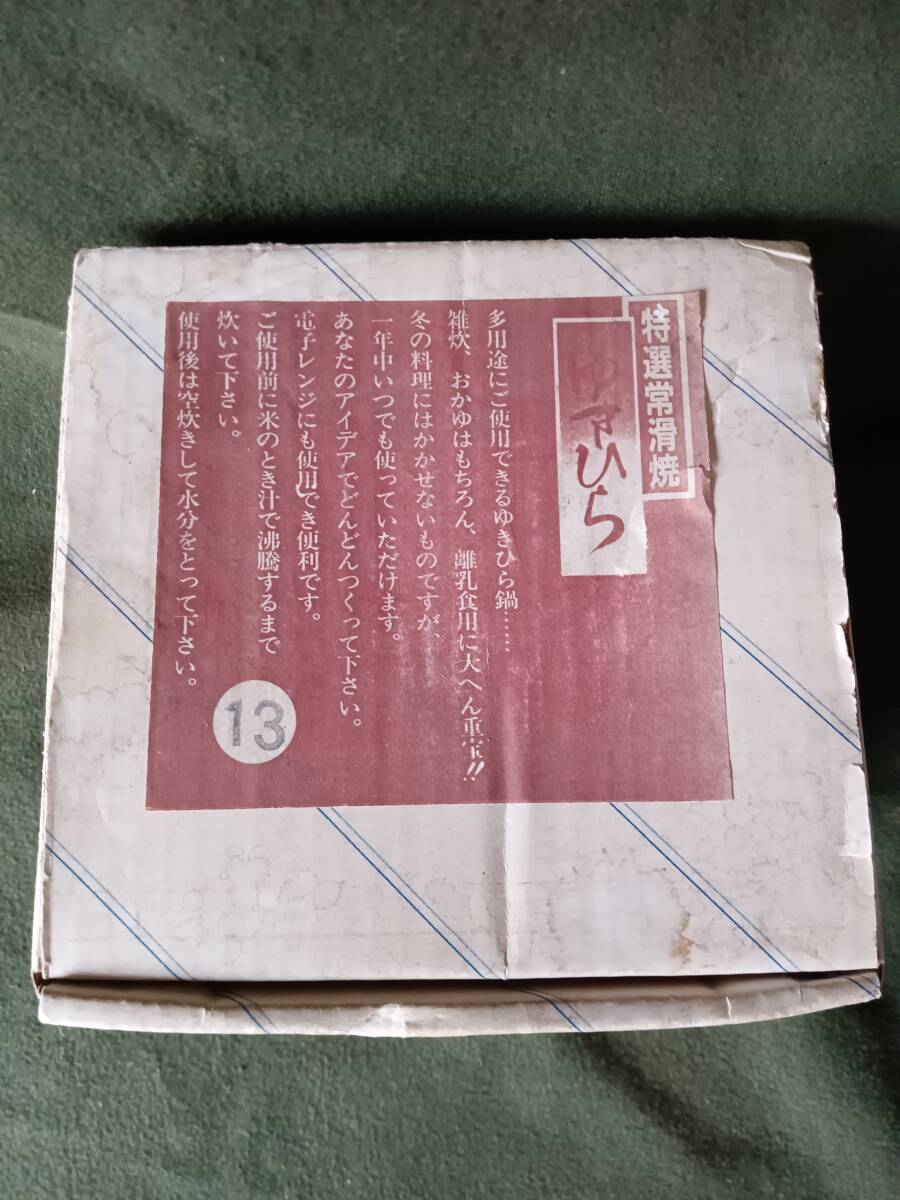 特選常滑焼
ゆきひら
多用途にご使用できるゆきひら鍋……
雑炊、おかゆはもちろん、離乳食用に大へん重宝!!
冬の料理にはかかせないものですが、
一年中いつでも使っていただけます。
あなたのアイデアでどんどんつくって下さい。
電子レンジにも使用でき便利です。
ご使用前に米のとき汁で沸騰するまで
炊いて下さい。
使用後は空炊きして水分をとって下さい。
13